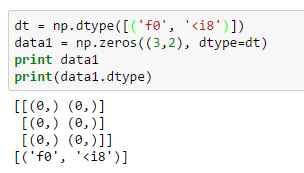 dt = np.dtype([('f0', '<i8')])
data1 = np.zeros((3,2), dtype=dt)
print data1
print(data1.dtype)
[[(0,) (0,)]
 [(0,) (0,)]
 [(0,) (0,)]]
[('f0', '<i8')]